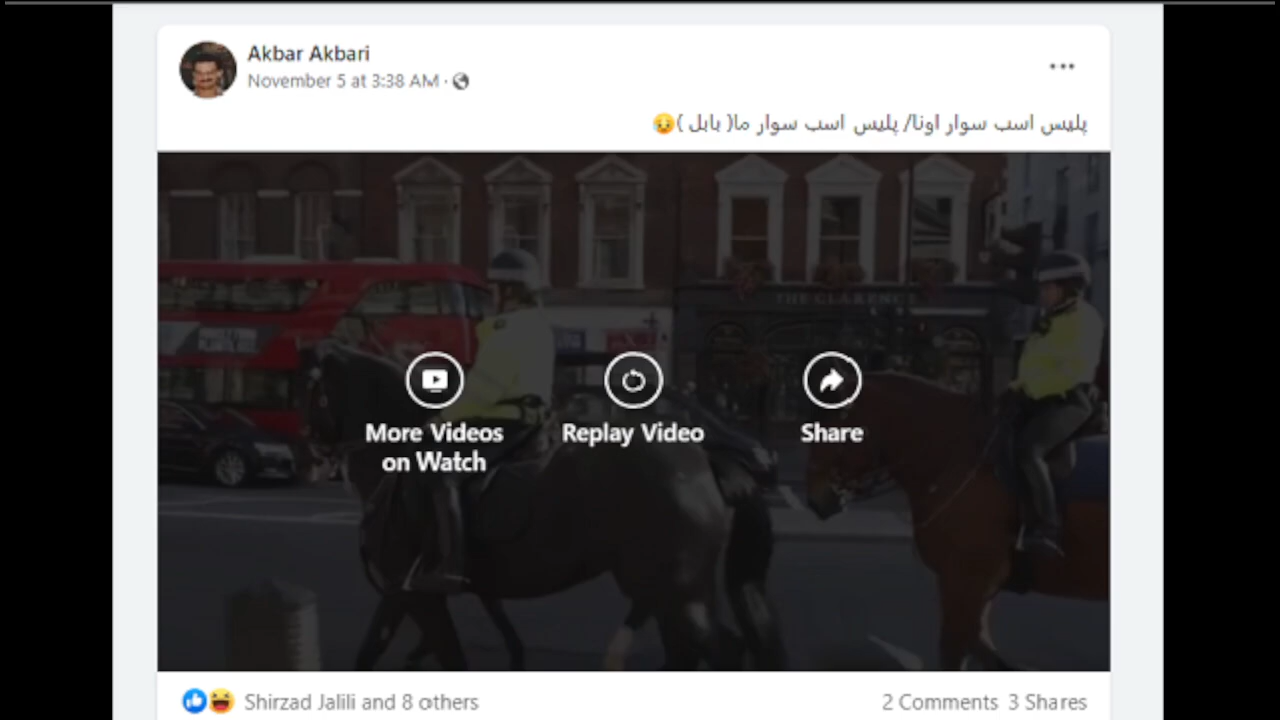 Akbar Akbari
November 5 at 3:38 AM ·
پلیس اسب سوار اونا/ پلیس اسب سوار ما( بابل )😥
THE CLARENCE
More Videos
on Watch
Replay Video
Share
Shirzad Jalili and 8 others
2 Comments 3 Shares